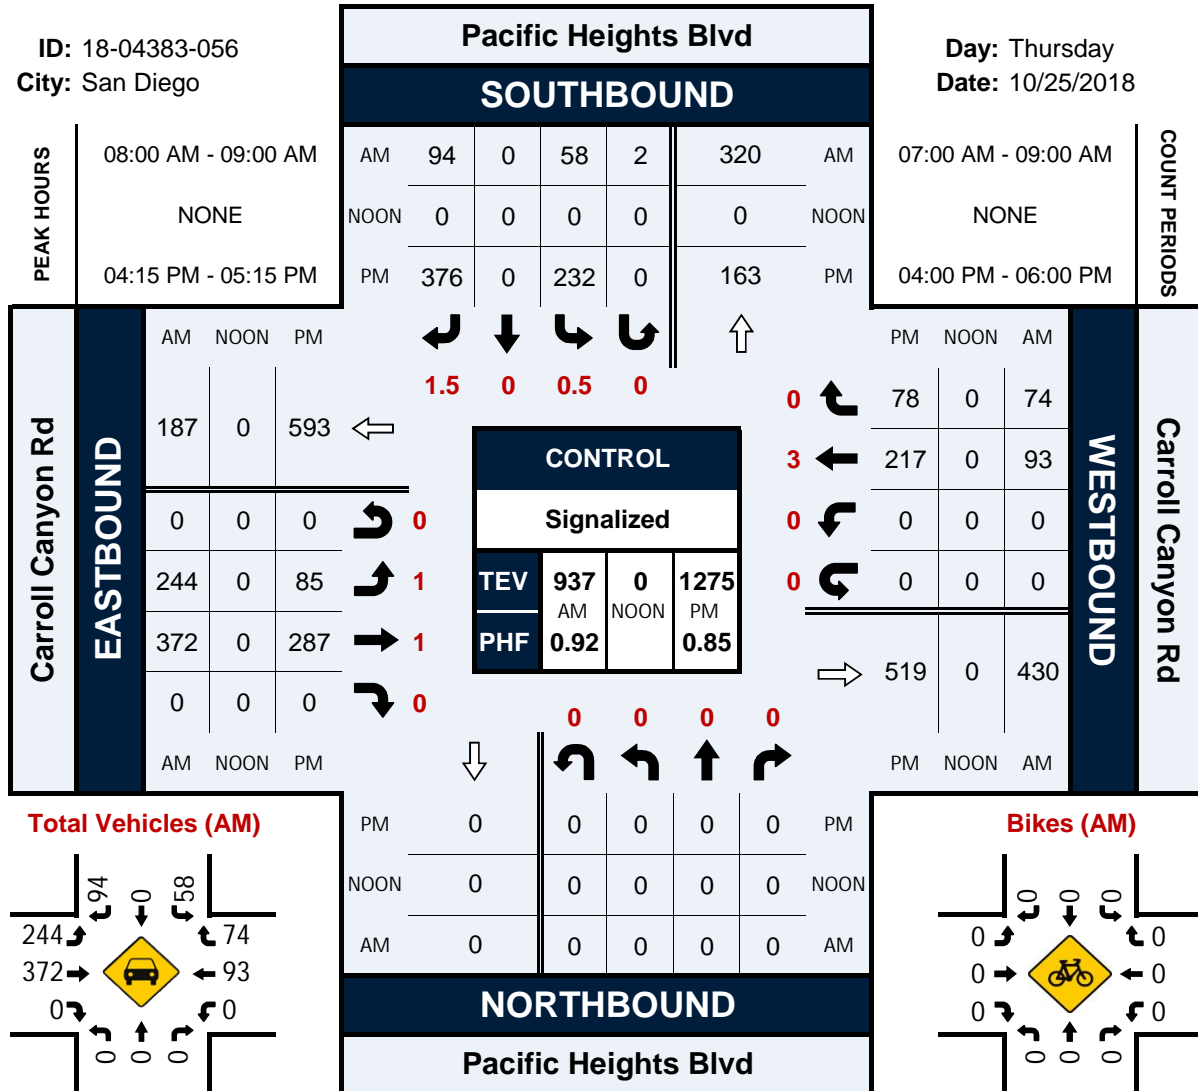 ID: 18-04383-056
City: San Diego
Pacific Heights Blvd
SOUTHBOUND
Day: Thursday
Date: 10/25/2018
PEAK HOURS
08:00 AM - 09:00 AM
NONE
04:15 PM - 05:15 PM
AM 94 0 58 2 320 AM
NOON 0 0 0 0 0 NOON
PM 376 0 232 0 163 PM
1.5 0 0.5 0
07:00 AM - 09:00 AM
NONE
04:00 PM - 06:00 PM
COUNT PERIODS
Carroll Canyon Rd
EASTBOUND
AM NOON PM
187 0 593
0 0 0 0
244 0 85 1
372 0 287 1
0 0 0 0
AM NOON PM
CONTROL
Signalized
TEV 937 0 1275
AM NOON PM
PHF 0.92 0.85
PM NOON AM
0 78 0 74
3 217 0 93
0 0 0 0
0 0 0 0
519 0 430
PM NOON AM
WESTBOUND
Carroll Canyon Rd
0 0 0 0
PM 0 0 0 0 0 PM
NOON 0 0 0 0 0 NOON
AM 0 0 0 0 0 AM
NORTHBOUND
Pacific Heights Blvd
Total Vehicles (AM)
94 0 58
244 74
372 93
0 0
0 0 0
Bikes (AM)
0 0 0
0 0
0 0
0 0
0 0 0